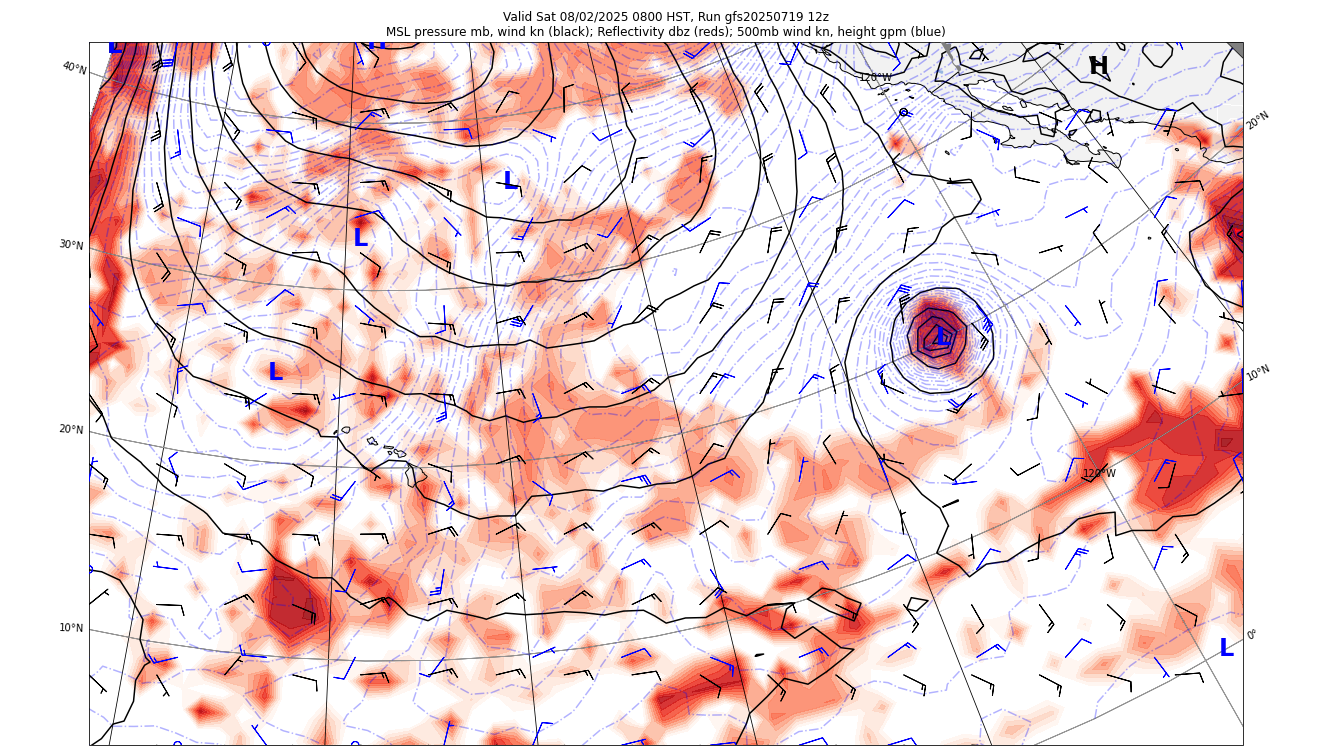 Valid Sat 08/02/2025 0800 HST, Run gfs20250719 12z
MSL pressure mb, wind kn (black); Reflectivity dbz (reds); 500mb wind kn, height gpm (blue)
L
H
40°N
120°W
20°N
L
L
30°N
L
L
10°N
20°N
120°W
10°N
0°
L